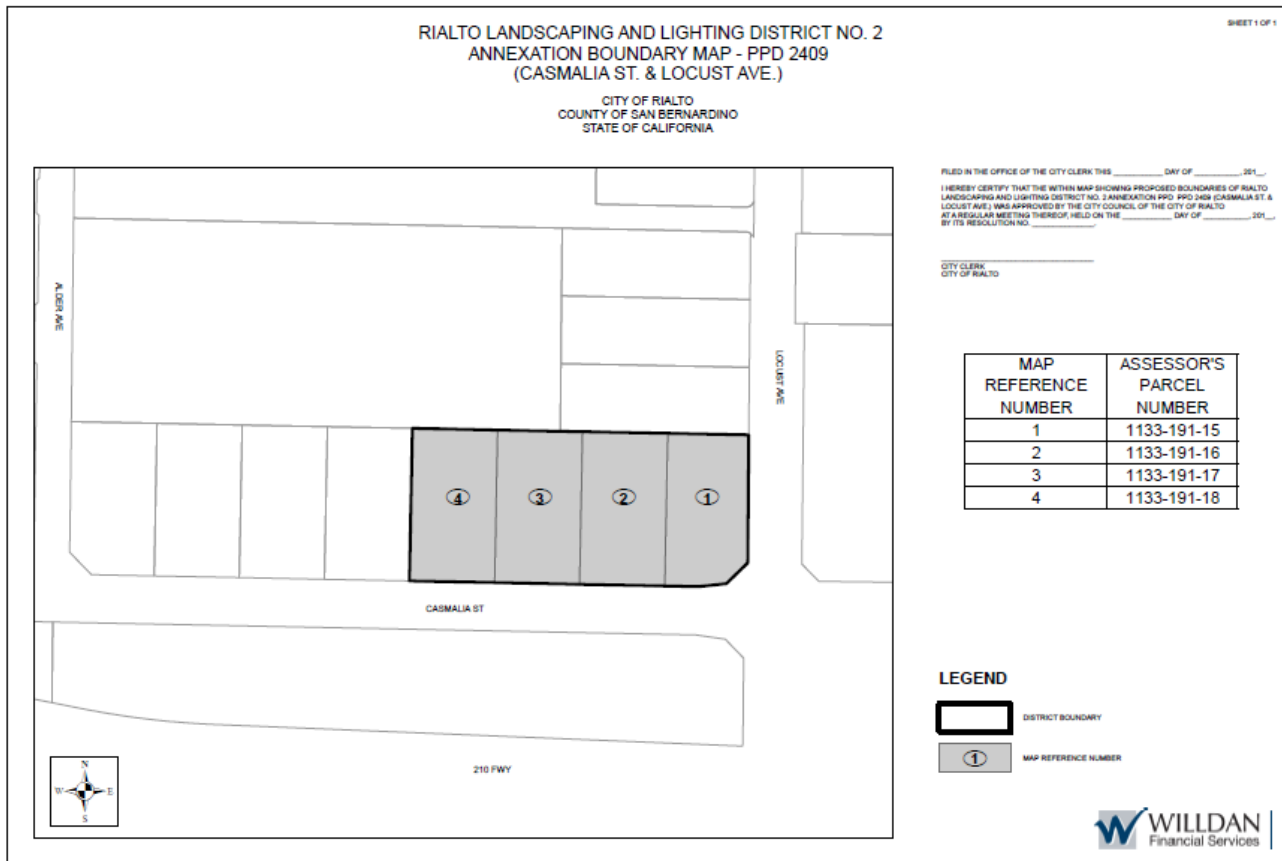 SHEET 1 OF 1
RIALTO LANDSCAPING AND LIGHTING DISTRICT NO. 2
ANNEXATION BOUNDARY MAP - PPD 2409
(CASMALIA ST. & LOCUST AVE.)
CITY OF RIALTO
COUNTY OF SAN BERNARDINO
STATE OF CALIFORNIA
FILED IN THE OFFICE OF THE CITY CLERK THIS ___________ DAY OF __________, 201__.
I HEREBY CERTIFY THAT THE WITHIN MAP SHOWING PROPOSED BOUNDARIES OF RIALTO
LANDSCAPING AND LIGHTING DISTRICT NO. 2 ANNEXATION PPD PPD 2409 (CASMALIA ST. &
LOCUST AVE.) WAS APPROVED BY THE CITY COUNCIL OF THE CITY OF RIALTO
AT A REGULAR MEETING THEREOF, HELD ON THE ___________ DAY OF __________, 201__,
BY ITS RESOLUTION NO. ______________.
CITY CLERK
CITY OF RIALTO
ALDER AVE
LOCUST AVE
4 3 2 1
CASMALIA ST
210 FWY
N
W E
S
MAP REFERENCE NUMBER ASSESSOR'S PARCEL NUMBER
1 1133-191-15
2 1133-191-16
3 1133-191-17
4 1133-191-18
LEGEND
DISTRICT BOUNDARY
1 MAP REFERENCE NUMBER
WILLDAN
Financial Services